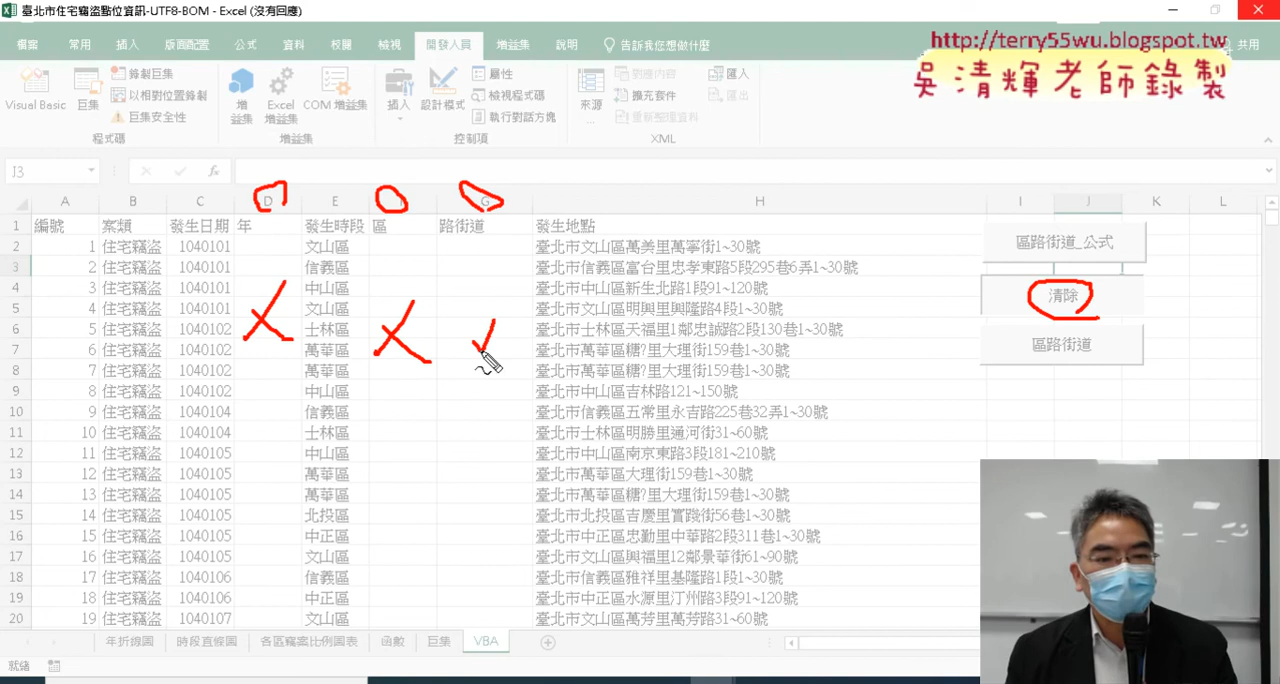 臺北市住宅竊盜點位資訊-UTF8-BOM - Excel (沒有回應)
檔案 常用 插入 版面配置 公式 資料 校閱 檢視 開發人員 增益集 說明 告訴我您想做什麼 共用
http://terry55wu.blogspot.tw
吳清輝老師錄製
Visual Basic 巨集 錄製巨集 以相對位置錄製 巨集安全性
增益集 Excel 增益集 COM 增益集
插入 設計模式 屬性 檢視程式碼 執行對話方塊
來源 對應內容 擴充套件 重新整理資料 匯入 匯出
程式碼 增益集 控制項 XML
J3 fx
A B C D E G H I J K L
1 編號 案類 發生日期 年 發生時段 區 路街道 發生地點
2 1 住宅竊盜 1040101 文山區 臺北市文山區萬美里萬寧街1~30號
3 2 住宅竊盜 1040101 信義區 臺北市信義區富台里忠孝東路5段295巷6弄1~30號
4 3 住宅竊盜 1040101 中山區 臺北市中山區新生北路1段91~120號
5 4 住宅竊盜 1040101 文山區 臺北市文山區明興里興隆路4段1~30號
6 5 住宅竊盜 1040102 士林區 臺北市士林區天福里1鄰忠誠路2段130巷1~30號
7 6 住宅竊盜 1040102 萬華區 臺北市萬華區糖?里大理街159巷1~30號
8 7 住宅竊盜 1040102 萬華區 臺北市萬華區糖?里大理街159巷1~30號
9 8 住宅竊盜 1040102 中山區 臺北市中山區吉林路121~150號
10 9 住宅竊盜 1040104 信義區 臺北市信義區五常里永吉路225巷32弄1~30號
11 10 住宅竊盜 1040104 士林區 臺北市士林區明勝里通河街31~60號
12 11 住宅竊盜 1040105 中山區 臺北市中山區南京東路3段181~210號
13 12 住宅竊盜 1040105 萬華區 臺北市萬華區大理街159巷1~30號
14 13 住宅竊盜 1040105 萬華區 臺北市萬華區糖?里大理街159巷1~30號
15 14 住宅竊盜 1040105 北投區 臺北市北投區吉慶里實踐街56巷1~30號
16 15 住宅竊盜 1040105 中正區 臺北市中正區忠勤里中華路2段311巷1~30號
17 16 住宅竊盜 1040105 文山區 臺北市文山區興福里12鄰景華街61~90號
18 17 住宅竊盜 1040106 信義區 臺北市信義區雅祥里基隆路1段1~30號
19 18 住宅竊盜 1040106 中正區 臺北市中正區水源里汀州路3段91~120號
20 19 住宅竊盜 1040107 文山區 臺北市文山區萬芳里萬芳路31~60號
區路街道_公式
清除
區路街道
年折線圖 時段直線圖 各區竊案比例圖表 函數 巨集 VBA
就緒